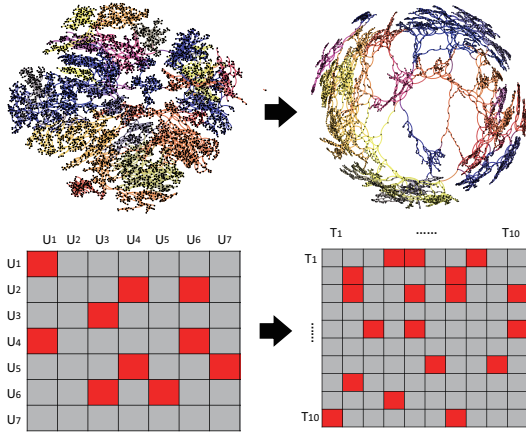 U1 U2 U3 U4 U5 U6 U7
U1
U2
U3
U4
U5
U6
U7
T1 ...... T10
T1
......
T10